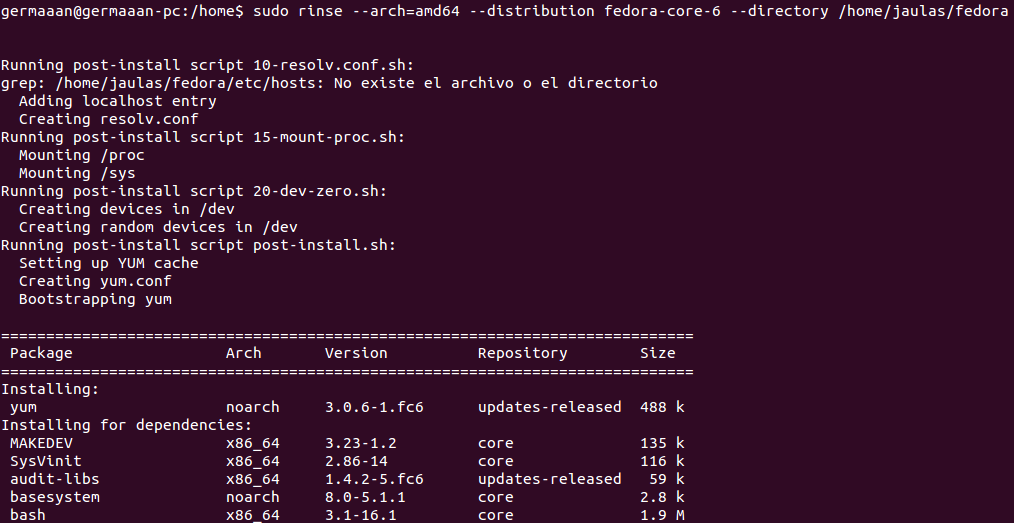 germaaan@germaaan-pc:/home$ sudo rinse --arch=amd64 --distribution fedora-core-6 --directory /home/jaulas/fedora
Running post-install script 10-resolv.conf.sh:
grep: /home/jaulas/fedora/etc/hosts: No existe el archivo o el directorio
  Adding localhost entry
  Creating resolv.conf
Running post-install script 15-mount-proc.sh:
  Mounting /proc
  Mounting /sys
Running post-install script 20-dev-zero.sh:
  Creating devices in /dev
  Creating random devices in /dev
Running post-install script post-install.sh:
  Setting up YUM cache
  Creating yum.conf
  Bootstrapping yum
=============================================================================
 Package                 Arch       Version          Repository        Size
=============================================================================
Installing:
 yum                     noarch     3.0.6-1.fc6      updates-released  488 k
Installing for dependencies:
 MAKEDEV                 x86_64     3.23-1.2         core              135 k
 SysVinit                x86_64     2.86-14          core              116 k
 audit-libs              x86_64     1.4.2-5.fc6      updates-released   59 k
 basesystem              noarch     8.0-5.1.1        core              2.8 k
 bash                    x86_64     3.1-16.1         core              1.9 M